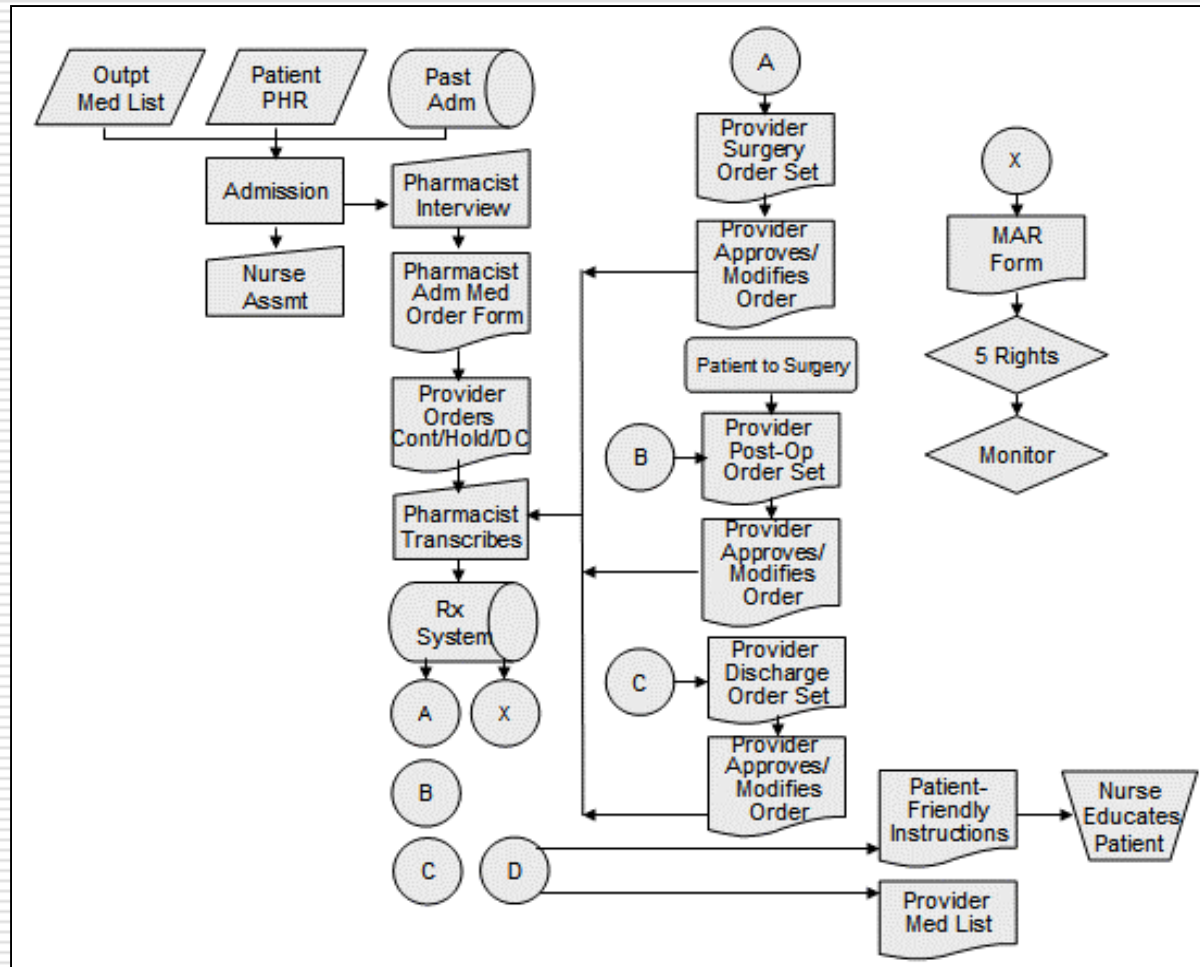 Outpt
Med List
Patient
PHR
Past
Adm
Admission
Nurse
Assmt
Pharmacist
Interview
Pharmacist
Adm Med
Order Form
Provider
Orders
Cont/Hold/DC
Pharmacist
Transcribes
Rx
System
A
X
B
C
D
A
Provider
Surgery
Order Set
Provider
Approves/
Modifies
Order
Patient to Surgery
B
Provider
Post-Op
Order Set
Provider
Approves/
Modifies
Order
C
Provider
Discharge
Order Set
Provider
Approves/
Modifies
Order
X
MAR
Form
5 Rights
Monitor
Patient-
Friendly
Instructions
Nurse
Educates
Patient
Provider
Med List